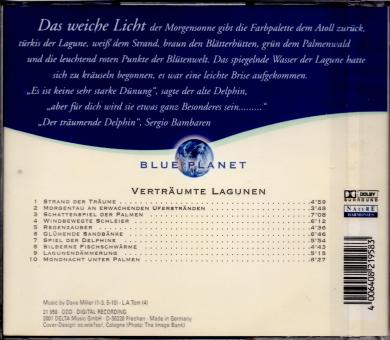 Das weiche Licht der Morgensonne gibt die Farbpalette dem Atoll zurück,
türkis der Lagune, weiß dem Strand, braun den Blätterhütten, grün dem Palmenwald
und die leuchtend roten Punkte der Blütenwelt. Das spiegelnde Wasser der Lagune hatte
sich zu kräuseln begonnen, es war eine leichte Brise aufgekommen.
„Es ist keine sehr starke Dünung", sagte der alte Delphin,
„aber für dich wird sie etwas ganz Besonderes sein.........“
„Der träumende Delphin", Sergio Bambaren
BLUE PLANET
VERTRÄUMTE LAGUNEN
1 STRAND DER TRÄUME 4'59
2 MORGENTAU AN ERWACHENDEN UFERSTRÄNDEN 3'48
3 SCHATTENSPIEL DER PALMEN 7'08
4 WINDBEWEGTE SCHLEIER 6'12
5 REGENZAUBER 4'36
6 GLÜHENDE SANDBÄNKE 6'46
7 SPIEL DER DELPHINE 5'54
8 SILBERNE FISCHSCHWÄRME 5'43
9 LAGUNENDÄMMERUNG 5'15
10 MONDNACHT UNTER PALMEN 6'27
DOLBY
SURROUND
NATURE
HARMONIES
4 006408 219583
Music by Dave Miller (1-3, 5-10) - L.A. Tom (4)
21 958 DDD DIGITAL RECORDING
2001 DELTA Music GmbH - D-50226 Frechen - Made in Germany
Cover-Design: Cologne (Photo: The Image Bank)